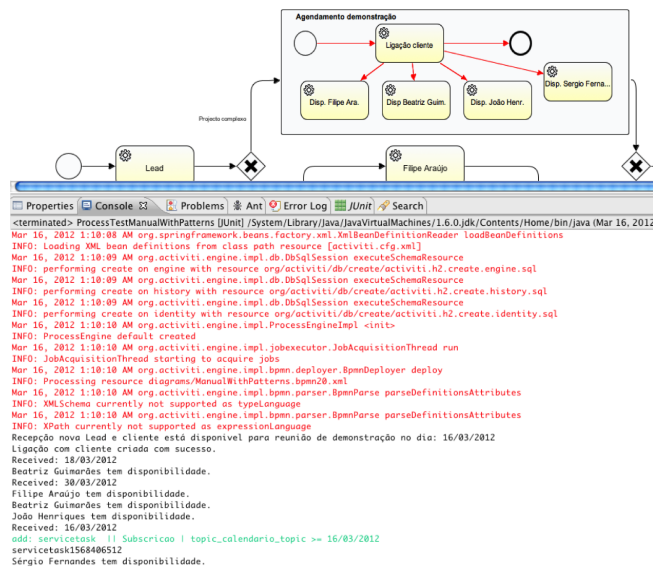 Agendamento demonstração
Ligação cliente
Disp. Filipe Ara.
Disp Beatriz Guim.
Disp. João Henr.
Disp. Sergio Ferna...
Projecto complexo
Lead
Filipe Araújo
Properties Console Problems Ant Error Log JUnit Search
<terminated> ProcessTestManualWithPatterns [JUnit] /System/Library/Java/JavaVirtualMachines/1.6.0.jdk/Contents/Home/bin/java (Mar 16, 2012
Mar 16, 2012 1:10:08 AM org.springframework.beans.factory.xml.XmlBeanDefinitionReader loadBeanDefinitions
INFO: Loading XML bean definitions from class path resource [activiti.cfg.xml]
Mar 16, 2012 1:10:09 AM org.activiti.engine.impl.db.DbSqlSession executeSchemaResource
INFO: performing create on engine with resource org/activiti/db/create/activiti.h2.create.engine.sql
Mar 16, 2012 1:10:09 AM org.activiti.engine.impl.db.DbSqlSession executeSchemaResource
INFO: performing create on history with resource org/activiti/db/create/activiti.h2.create.history.sql
Mar 16, 2012 1:10:09 AM org.activiti.engine.impl.db.DbSqlSession executeSchemaResource
INFO: performing create on identity with resource org/activiti/db/create/activiti.h2.create.identity.sql
Mar 16, 2012 1:10:10 AM org.activiti.engine.impl.ProcessEngineImpl <init>
INFO: ProcessEngine default created
Mar 16, 2012 1:10:10 AM org.activiti.engine.impl.jobexecutor.JobAcquisitionThread run
INFO: JobAcquisitionThread starting to acquire jobs
Mar 16, 2012 1:10:10 AM org.activiti.engine.impl.bpmn.deployer.BpmnDeployer deploy
INFO: Processing resource diagrams/ManualWithPatterns.bpmn20.xml
Mar 16, 2012 1:10:10 AM org.activiti.engine.impl.bpmn.parser.BpmnParse parseDefinitionsAttributes
INFO: XMLSchema currently not supported as typeLanguage
Mar 16, 2012 1:10:10 AM org.activiti.engine.impl.bpmn.parser.BpmnParse parseDefinitionsAttributes
INFO: XPath currently not supported as expressionLanguage
Recepção nova Lead e cliente está disponivel para reunião de demonstração no dia: 16/03/2012
Ligação com cliente criada com sucesso.
Received: 18/03/2012
Beatriz Guimarães tem disponibilidade.
Received: 30/03/2012
Filipe Araújo tem disponibilidade.
Beatriz Guimarães tem disponibilidade.
João Henriques tem disponibilidade.
Received: 16/03/2012
add: servicetask || Subscricao | topic_calendario_topic >= 16/03/2012
servicetask1568406512
Sérgio Fernandes tem disponibilidade.